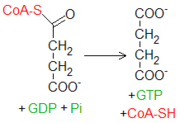 CoA-S O COO⁻
C CH₂
CH₂ CH₂
CH₂ COO⁻
COO⁻ +GTP
+ GDP + Pi +CoA-SH